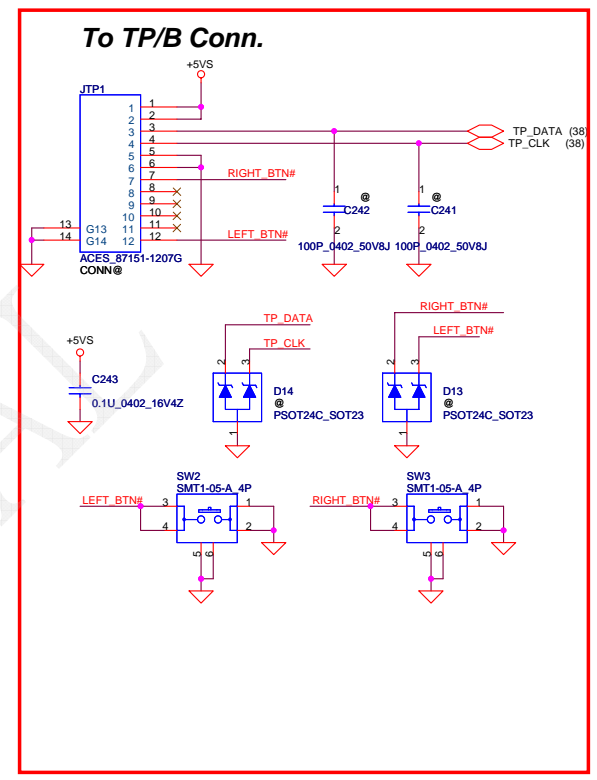 To TP/B Conn.
+5VS
JTP1
1 1
2 2
3 3
4 4
5 5
6 6
7 7
8 8
9 9
10 10
11 11
12 12
13 G13
14 G14
ACES_87151-1207G
CONN@
RIGHT_BTN#
LEFT_BTN#
TP_DATA (38)
TP_CLK (38)
1
@
C242
2
100P_0402_50V8J
1
@
C241
2
100P_0402_50V8J
+5VS
C243
0.1U_0402_16V4Z
TP_DATA
TP_CLK
2 3
D14
@
PSOT24C_SOT23
1
RIGHT_BTN#
LEFT_BTN#
2 3
D13
@
PSOT24C_SOT23
1
SW2
SMT1-05-A_4P
LEFT_BTN# 3 1
4 2
5 6
SW3
SMT1-05-A_4P
RIGHT_BTN# 3 1
4 2
5 6